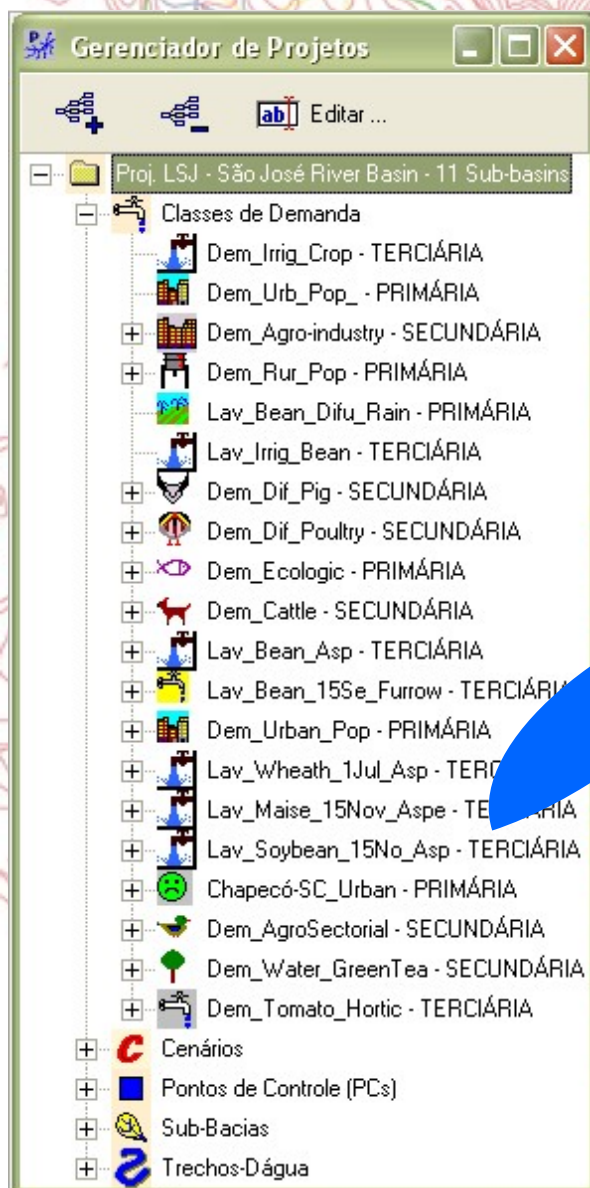 Gerenciador de Projetos
Editar ...
Proj. LSJ - São José River Basin - 11 Sub-basins
Classes de Demanda
Dem_Irrig_Crop - TERCIÁRIA
Dem_Urb_Pop_ - PRIMÁRIA
Dem_Agro-industry - SECUNDÁRIA
Dem_Rur_Pop - PRIMÁRIA
Lav_Bean_Difu_Rain - PRIMÁRIA
Lav_Irrig_Bean - TERCIÁRIA
Dem_Dif_Pig - SECUNDÁRIA
Dem_Dif_Poultry - SECUNDÁRIA
Dem_Ecologic - PRIMÁRIA
Dem_Cattle - SECUNDÁRIA
Lav_Bean_Asp - TERCIÁRIA
Lav_Bean_15Se_Furrow - TERCIÁRIA
Dem_Urban_Pop - PRIMÁRIA
Lav_Wheath_1Jul_Asp - TERC
Lav_Maise_15Nov_Aspe - TERCIÁRIA
Lav_Soybean_15No_Asp - TERCIÁRIA
Chapecó-SC_Urban - PRIMÁRIA
Dem_AgroSectorial - SECUNDÁRIA
Dem_Water_GreenTea - SECUNDÁRIA
Dem_Tomato_Hortic - TERCIÁRIA
Cenários
Pontos de Controle (PCs)
Sub-Bacias
Trechos-Dágua